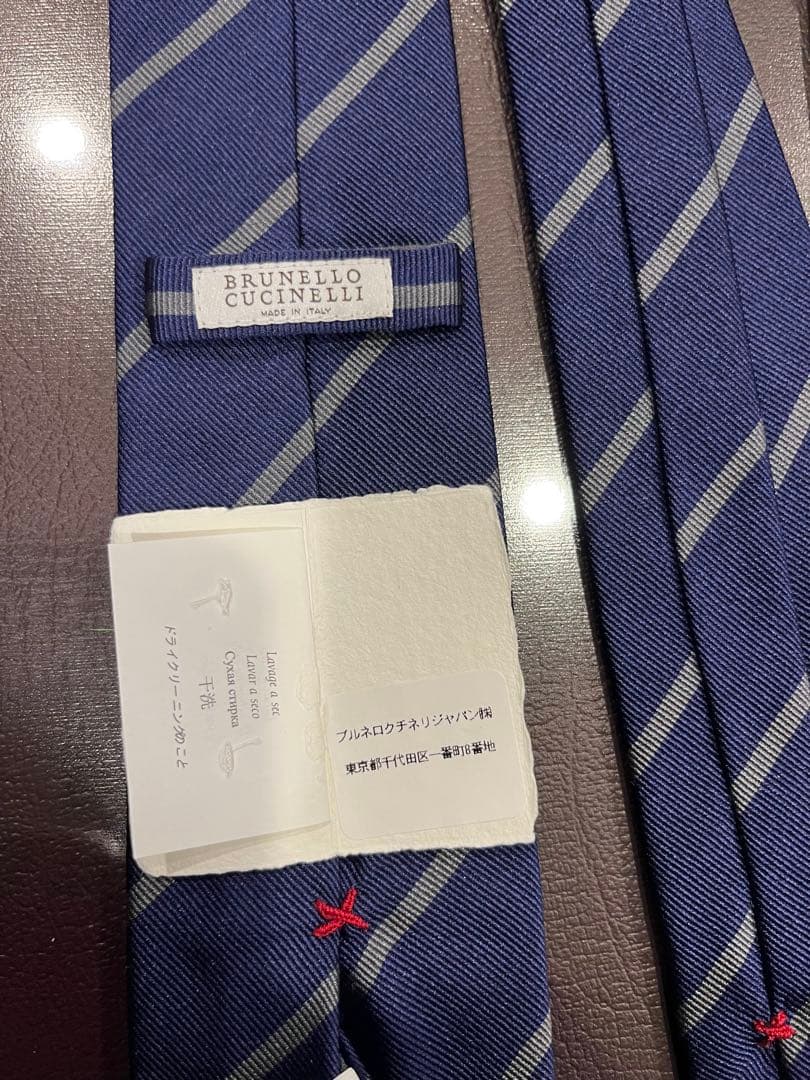 BRUNELLO
CUCINELLI
MADE IN ITALY
Lavage a sec
Lavar a seco
Сухая стирка
干洗
ドライクリーニングのこと
ブルネロクチネリジャパン㈱
東京都千代田区一番町8番地